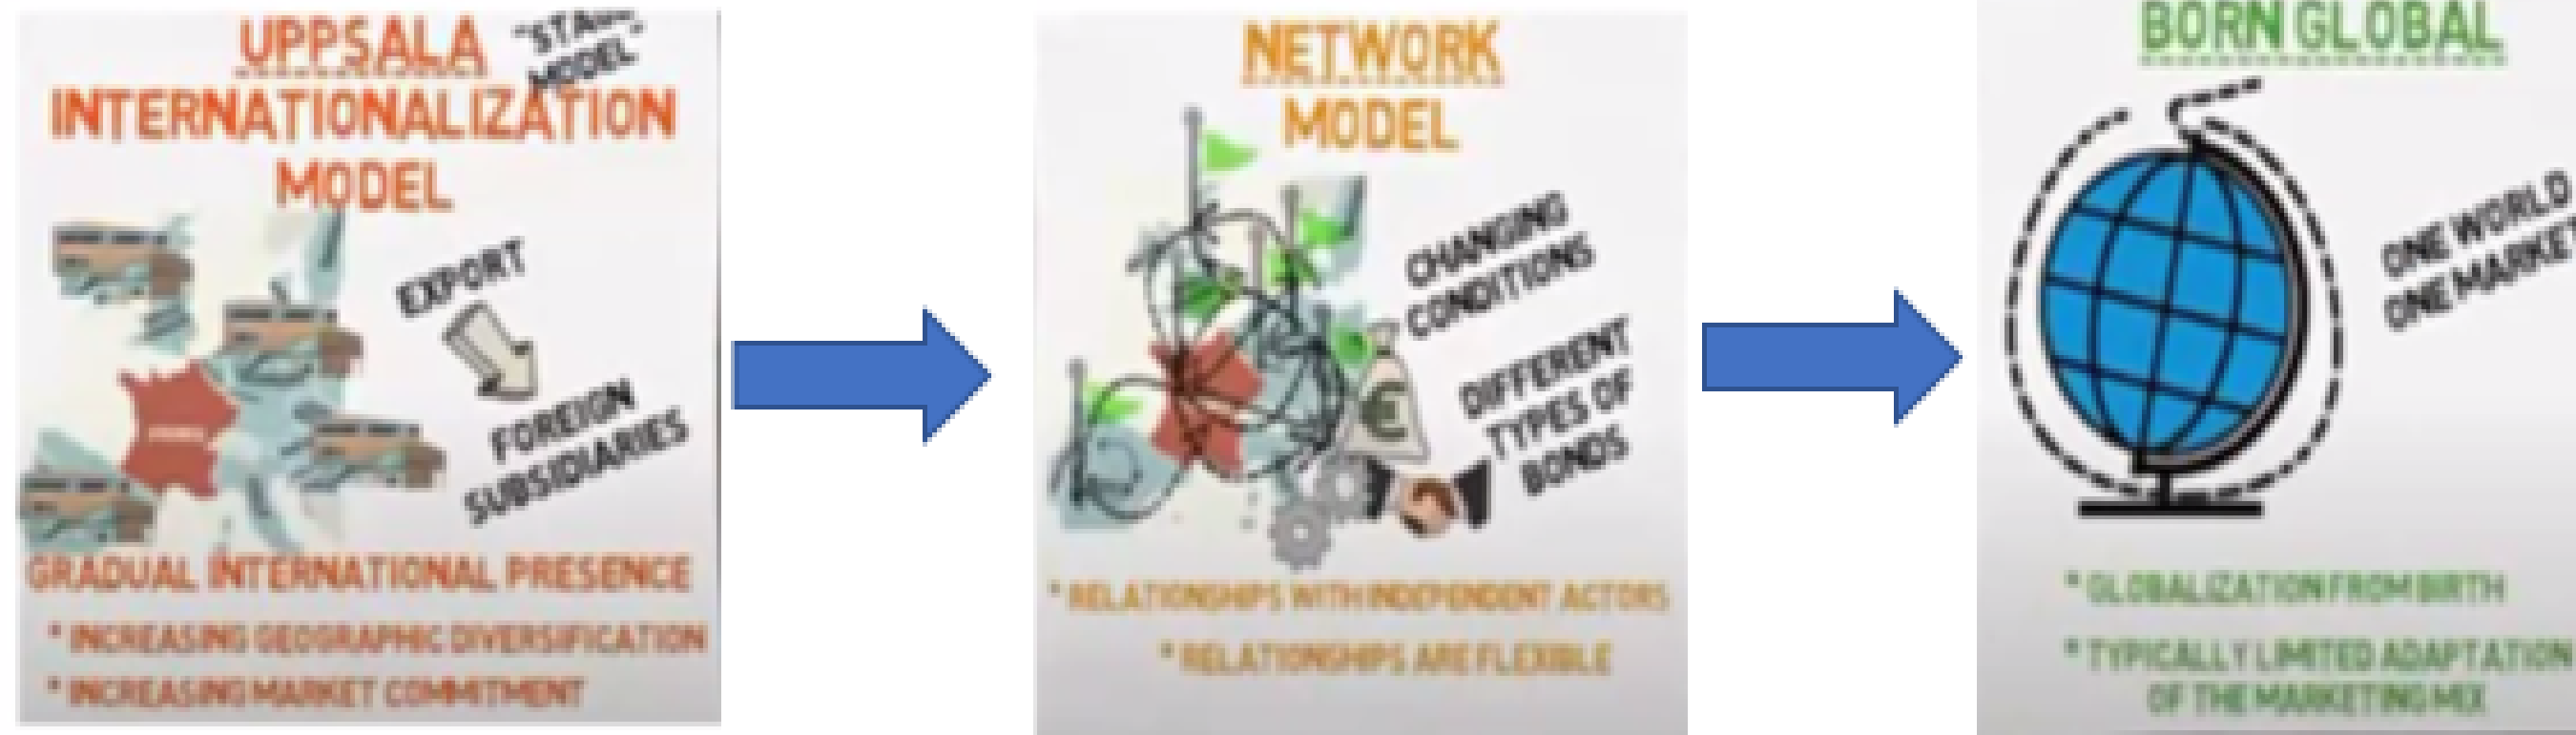 UPPSALA
"STAGE
MODEL"
INTERNATIONALIZATION
MODEL
EXPORT
FOREIGN
SUBSIDIARIES
GRADUAL INTERNATIONAL PRESENCE
* INCREASING GEOGRAPHIC DIVERSIFICATION
* INCREASING MARKET COMMITMENT
NETWORK
MODEL
CHANGING
CONDITIONS
DIFFERENT
TYPES OF
BONDS
€
* RELATIONSHIPS WITH INDEPENDENT ACTORS
* RELATIONSHIPS ARE FLEXIBLE
BORN GLOBAL
ONE WORLD
ONE MARKET
* GLOBALIZATION FROM BIRTH
* TYPICALLY LIMITED ADAPTATION
OF THE MARKETING MIX